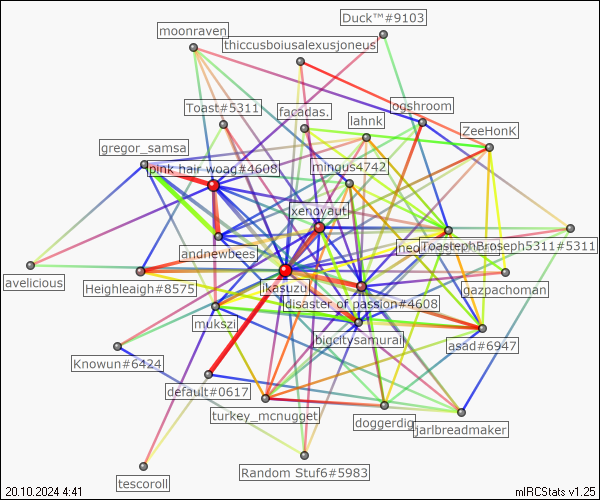 Duck™#9103
moonraven
thiccusboiusalexusjoneus
Toast#5311
facadas.
ogshroom
lahnk
ZeeHonK
gregor_samsa
pink hair woag#4608
mingus4742
xenoyaut
Toastephbroseph5311#5311
andnewbees
avelicious
Heighleaigh#8575
ikasuzu
gazpachoman
disaster of passion#4608
mukszi
bigcitysamurai
asad#6947
Knowun#6424
default#0617
turkey_mcnugget
doggerdig
jarlbreadmaker
Random Stuf6#5983
tescoroll
20.10.2024 4:41
mIRCStats v1.25